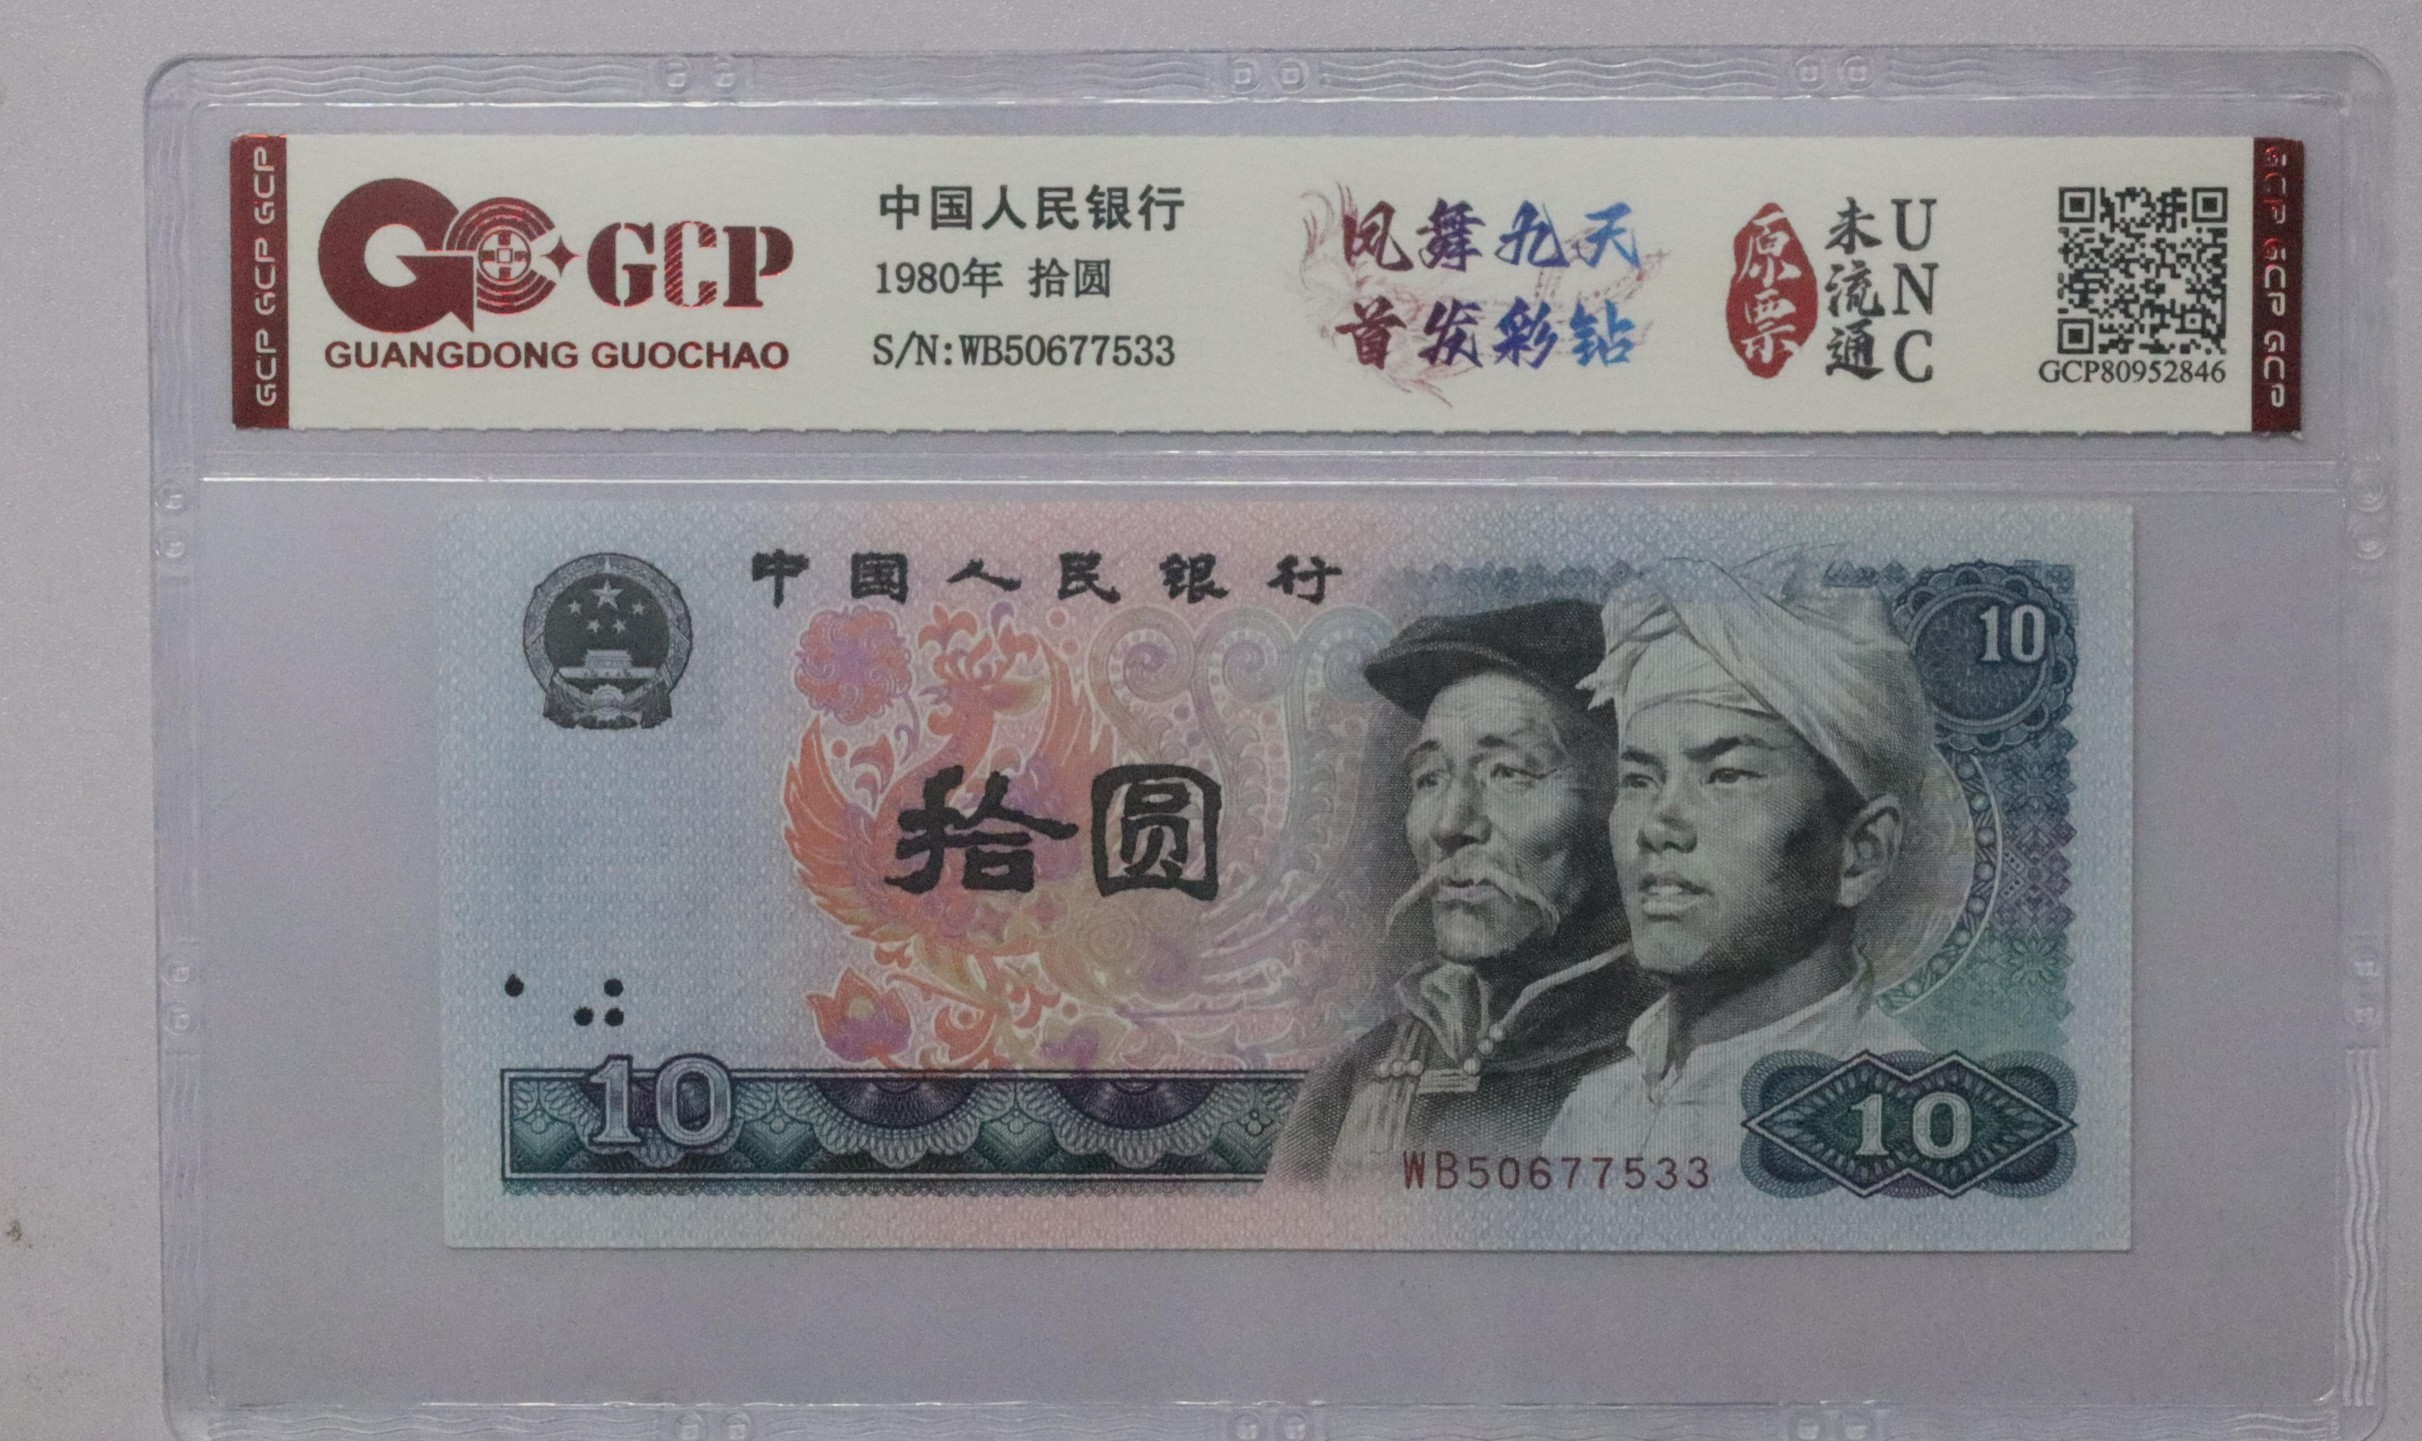 GCP GCP GCP
GCP
GUANGDONG GUOCHAO
中国人民银行
1980年 拾圆
S/N:WB50677533
凤舞九天
首发彩钻
原票
未流通
UNC
GCP80952846
GCP GCP GCP
中国人民银行
10
拾圆
10
WB50677533
10